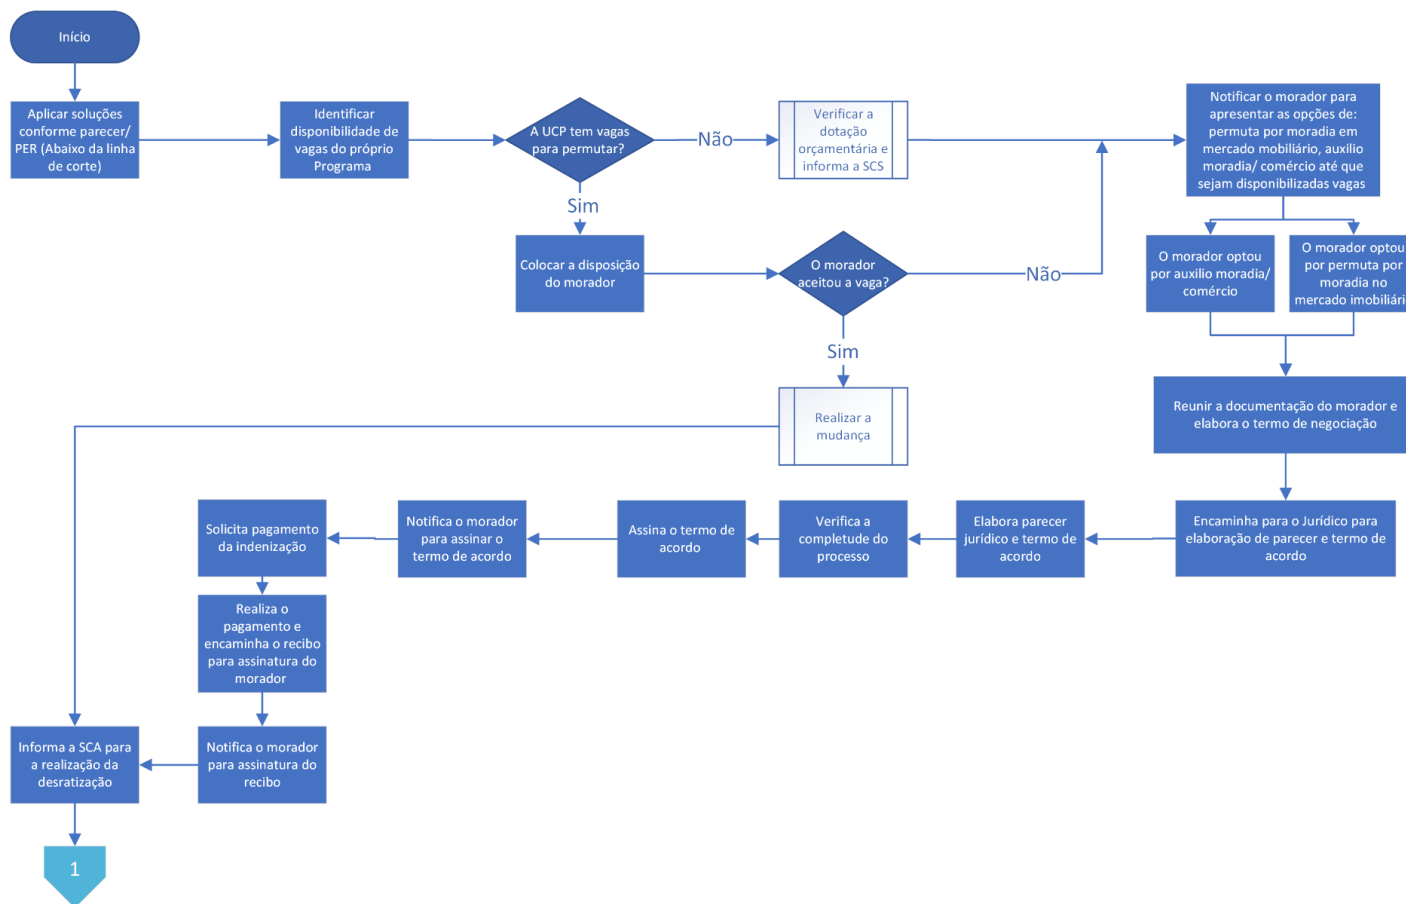 Início
Aplicar soluções
conforme parecer/
PER (Abaixo da linha
de corte)
Identificar
disponibilidade de
vagas do próprio
Programa
A UCP tem vagas
para permutar?
Não
Verificar a
dotação
orçamentária e
informa a SCS
Notificar o morador para
apresentar as opções de:
permuta por moradia em
mercado mobiliário, auxilio
moradia/ comércio até que
sejam disponibilizadas vagas
Sim
Colocar a disposição
do morador
O morador
aceitou a vaga?
Não
O morador optou
por auxilio moradia/
comércio
O morador optou
por permuta por
moradia no
mercado imobiliári
Sim
Realizar a
mudança
Reunir a documentação do morador e
elabora o termo de negociação
Encaminha para o Jurídico para
elaboração de parecer e termo de
acordo
Elabora parecer
jurídico e termo de
acordo
Verifica a
completude do
processo
Assina o termo de
acordo
Notifica o morador
para assinar o
termo de acordo
Solicita pagamento
da indenização
Realiza o
pagamento e
encaminha o recibo
para assinatura do
morador
Notifica o morador
para assinatura do
recibo
Informa a SCA para
a realização da
desratização
1